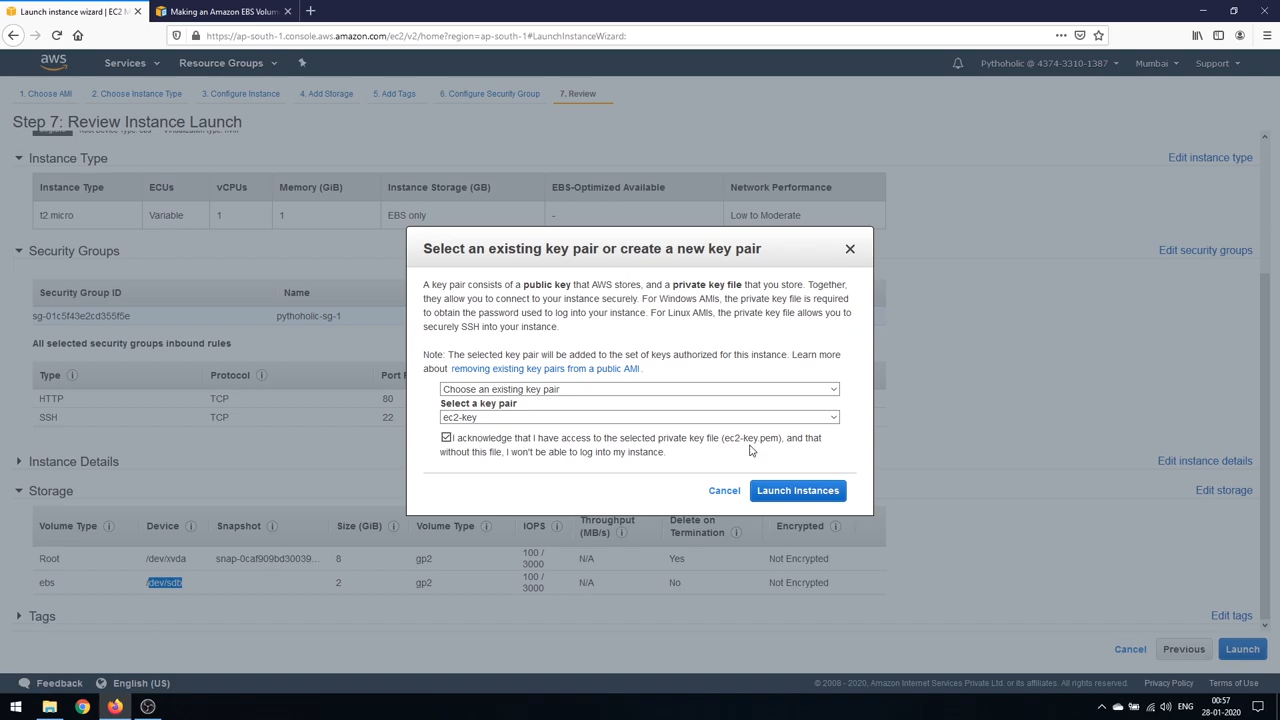 Launch instance wizard | EC2 M
Making an Amazon EBS Volum
https://ap-south-1.console.aws.amazon.com/ec2/v2/home?region=ap-south-1#LaunchInstanceWizard:
aws
Services
Resource Groups
Pythoholic @ 4374-3310-1387
Mumbai
Support
1. Choose AMI
2. Choose Instance Type
3. Configure Instance
4. Add Storage
5. Add Tags
6. Configure Security Group
7. Review
Step 7: Review Instance Launch
Instance Type
Edit instance type
Instance Type ECUs vCPUs Memory (GiB) Instance Storage (GB) EBS-Optimized Available Network Performance
t2.micro Variable 1 1 EBS only - Low to Moderate
Security Groups
Edit security groups
Security Group ID Name
sg-01c5f43e2cd355f5e pythoholic-sg-1
All selected security groups inbound rules
Type Protocol
HTTP TCP 80
SSH TCP 22
Select an existing key pair or create a new key pair
A key pair consists of a public key that AWS stores, and a private key file that you store. Together,
they allow you to connect to your instance securely. For Windows AMIs, the private key file is required
to obtain the password used to log into your instance. For Linux AMIs, the private key file allows you to
securely SSH into your instance.
Note: The selected key pair will be added to the set of keys authorized for this instance. Learn more
about removing existing key pairs from a public AMI.
Choose an existing key pair
Select a key pair
ec2-key
I acknowledge that I have access to the selected private key file (ec2-key.pem), and that
without this file, I won't be able to log into my instance.
Cancel
Launch Instances
Instance Details
Edit instance details
Storage
Edit storage
Volume Type Device Snapshot Size (GiB) Volume Type IOPS Throughput (MB/s) Delete on Termination Encrypted
Root /dev/xvda snap-0caf909bd30039... 8 gp2 100 / 3000 N/A Yes Not Encrypted
ebs /dev/sdb 2 gp2 100 / 3000 N/A No Not Encrypted
Tags
Edit tags
Cancel
Previous
Launch
Feedback
English (US)
© 2008 - 2020, Amazon Internet Services Private Ltd. or its affiliates. All rights reserved.
Privacy Policy
Terms of Use
ENG
00:57
28-01-2020